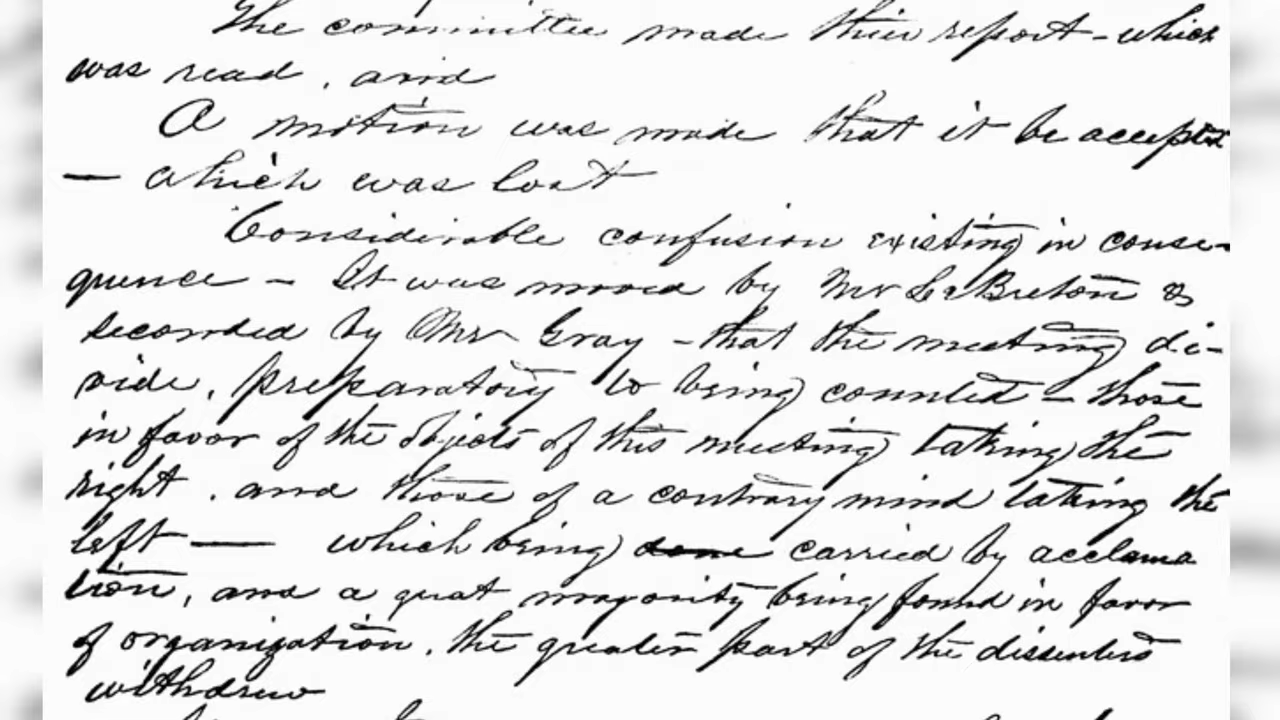 The committee made their report - which
was read, and
A motion was made that it be accepted
— which was lost
Considerable confusion existing in conse-
quence - It was moved by Mr LeBreton &
seconded by Mr Gray - that the meeting di-
vide, preparatory to being counted - those
in favor of the objects of this meeting taking the
right, and those of a contrary mind taking the
left — which being done carried by acclama
tion, and a great majority being found in favor
of organization, the greater part of the dissenters
withdrew